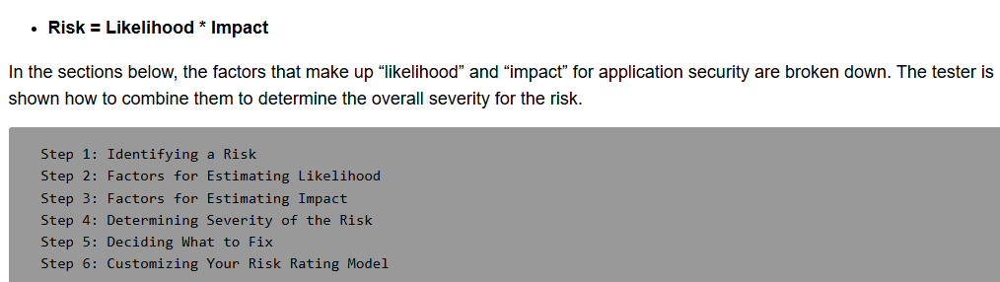 • Risk = Likelihood * Impact
In the sections below, the factors that make up “likelihood” and “impact” for application security are broken down. The tester is
shown how to combine them to determine the overall severity for the risk.
Step 1: Identifying a Risk
Step 2: Factors for Estimating Likelihood
Step 3: Factors for Estimating Impact
Step 4: Determining Severity of the Risk
Step 5: Deciding What to Fix
Step 6: Customizing Your Risk Rating Model